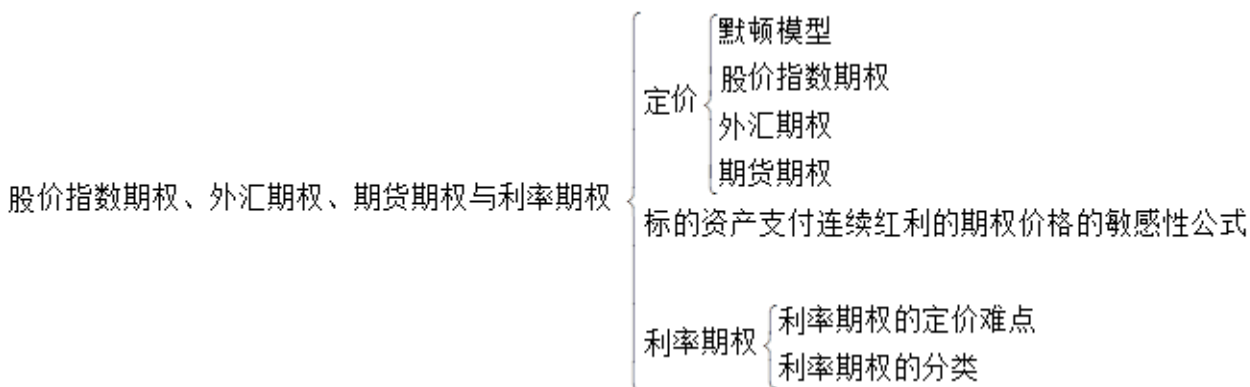 股价指数期权、外汇期权、期货期权与利率期权
定价
默顿模型
股价指数期权
外汇期权
期货期权
标的资产支付连续红利的期权价格的敏感性公式
利率期权
利率期权的定价难点
利率期权的分类